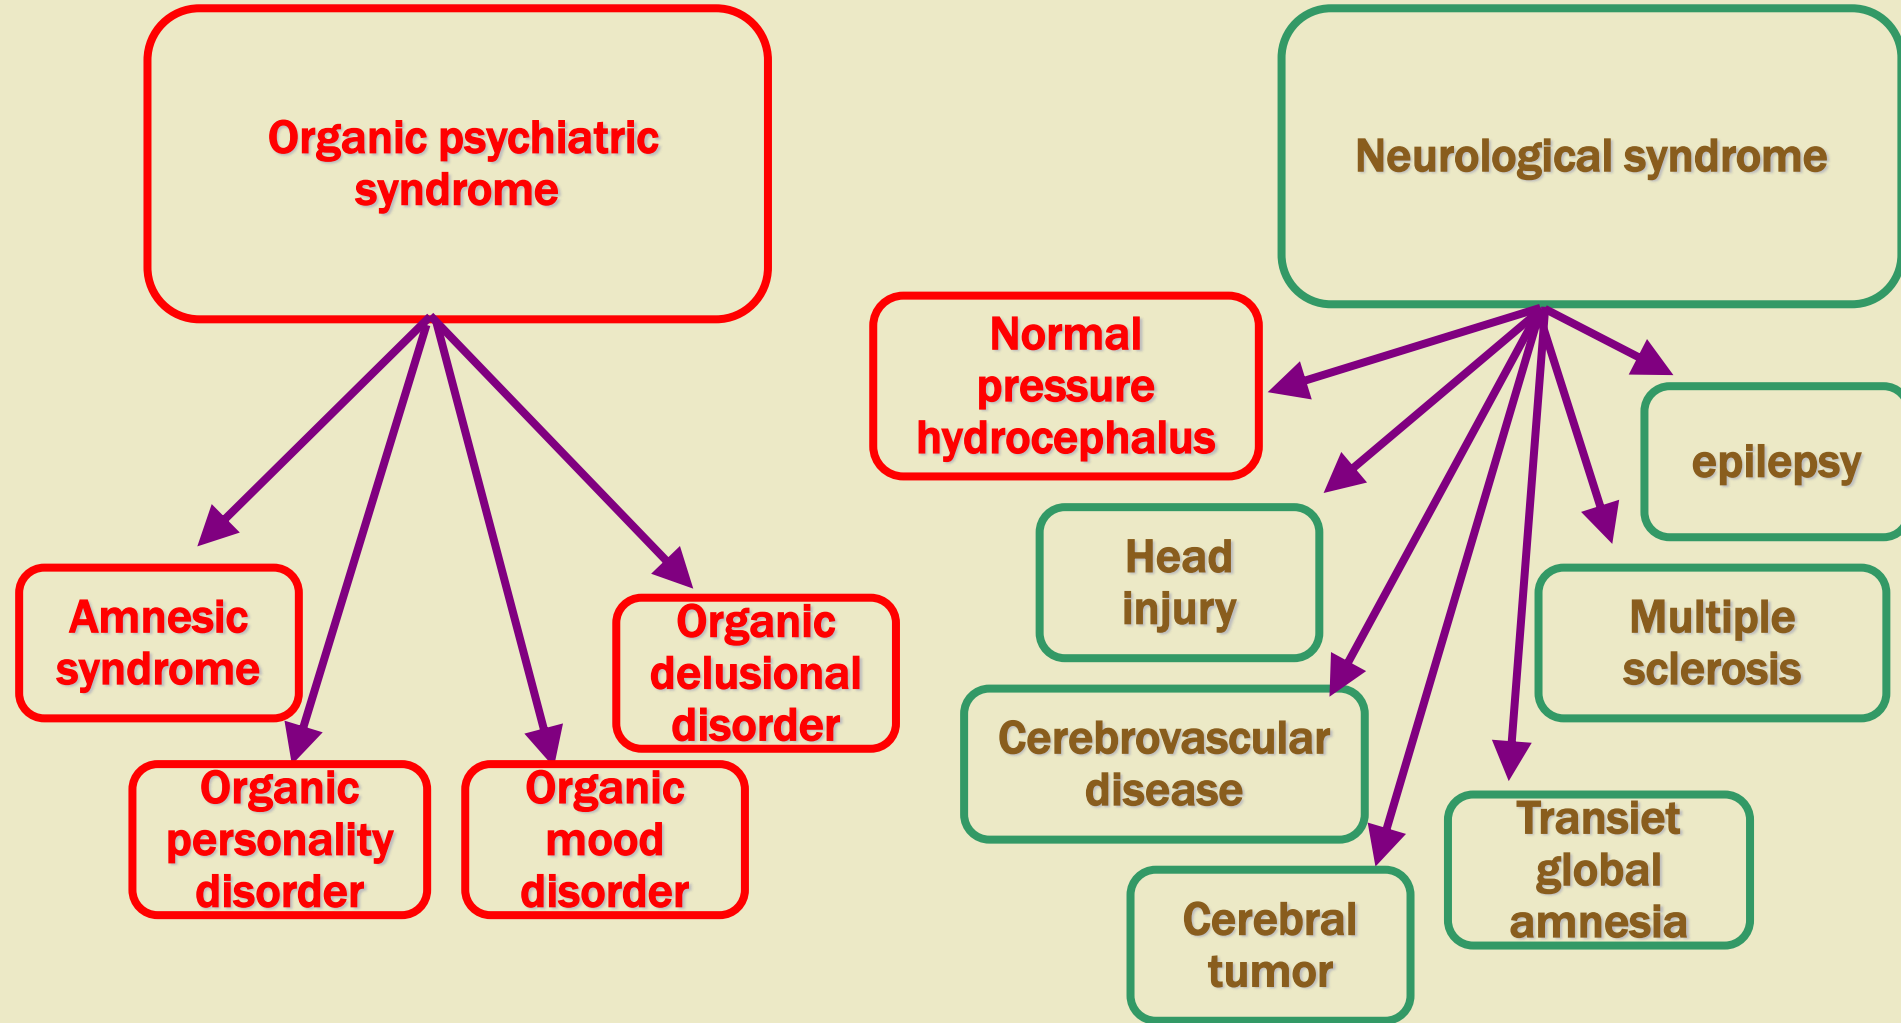 Organic psychiatric
syndrome
Neurological syndrome
Normal
pressure
hydrocephalus
epilepsy
Head
injury
Amnesic
syndrome
Organic
delusional
disorder
Multiple
sclerosis
Cerebrovascular
disease
Organic
personality
disorder
Organic
mood
disorder
Transiet
global
amnesia
Cerebral
tumor